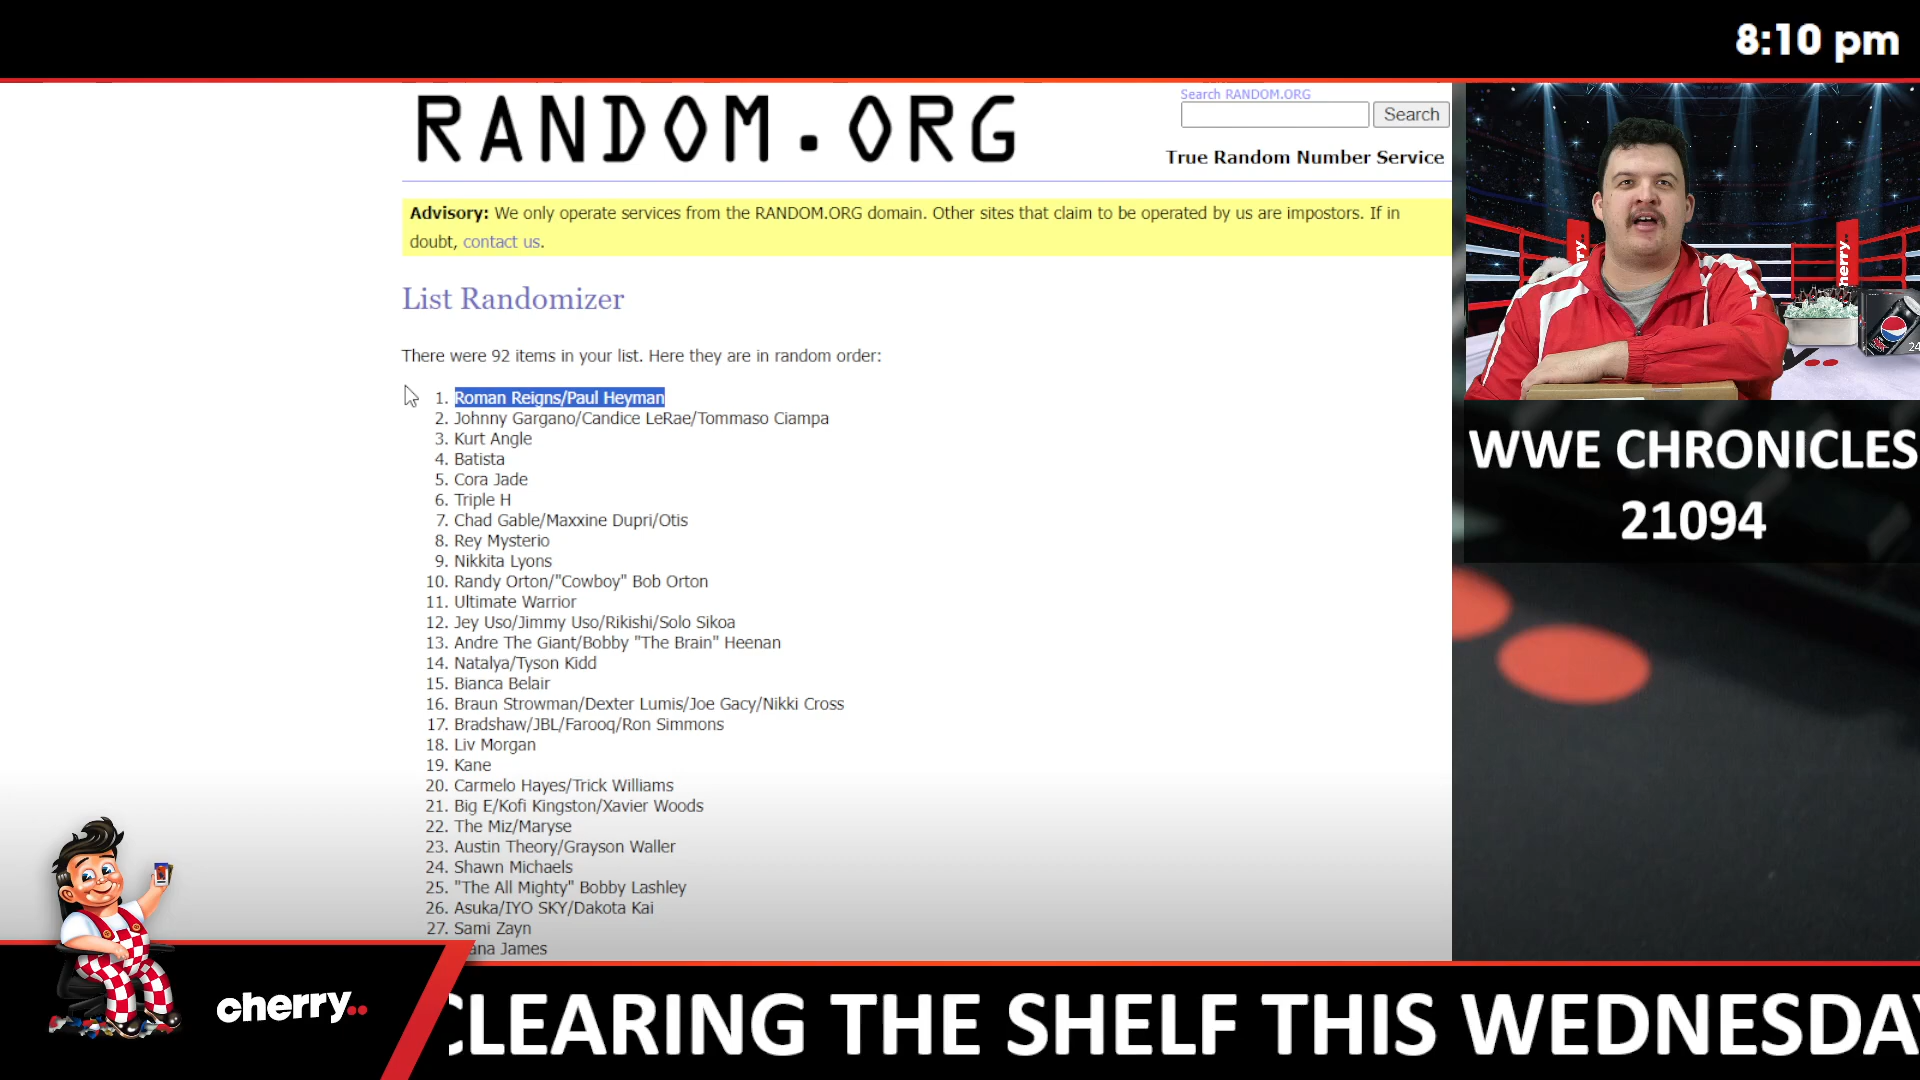 8:10 pm
RANDOM.ORG
Search RANDOM.ORG
Search
True Random Number Service
Advisory: We only operate services from the RANDOM.ORG domain. Other sites that claim to be operated by us are impostors. If in
doubt, contact us.
List Randomizer
There were 92 items in your list. Here they are in random order:
1. Roman Reigns/Paul Heyman
2. Johnny Gargano/Candice LeRae/Tommaso Ciampa
3. Kurt Angle
4. Batista
5. Cora Jade
6. Triple H
7. Chad Gable/Maxxine Dupri/Otis
8. Rey Mysterio
9. Nikkita Lyons
10. Randy Orton/"Cowboy" Bob Orton
11. Ultimate Warrior
12. Jey Uso/Jimmy Uso/Rikishi/Solo Sikoa
13. Andre The Giant/Bobby "The Brain" Heenan
14. Natalya/Tyson Kidd
15. Bianca Belair
16. Braun Strowman/Dexter Lumis/Joe Gacy/Nikki Cross
17. Bradshaw/JBL/Farooq/Ron Simmons
18. Liv Morgan
19. Kane
20. Carmelo Hayes/Trick Williams
21. Big E/Kofi Kingston/Xavier Woods
22. The Miz/Maryse
23. Austin Theory/Grayson Waller
24. Shawn Michaels
25. "The All Mighty" Bobby Lashley
26. Asuka/IYO SKY/Dakota Kai
27. Sami Zayn
ana James
WWE CHRONICLES
21094
cherry..
CLEARING THE SHELF THIS WEDNESDAY